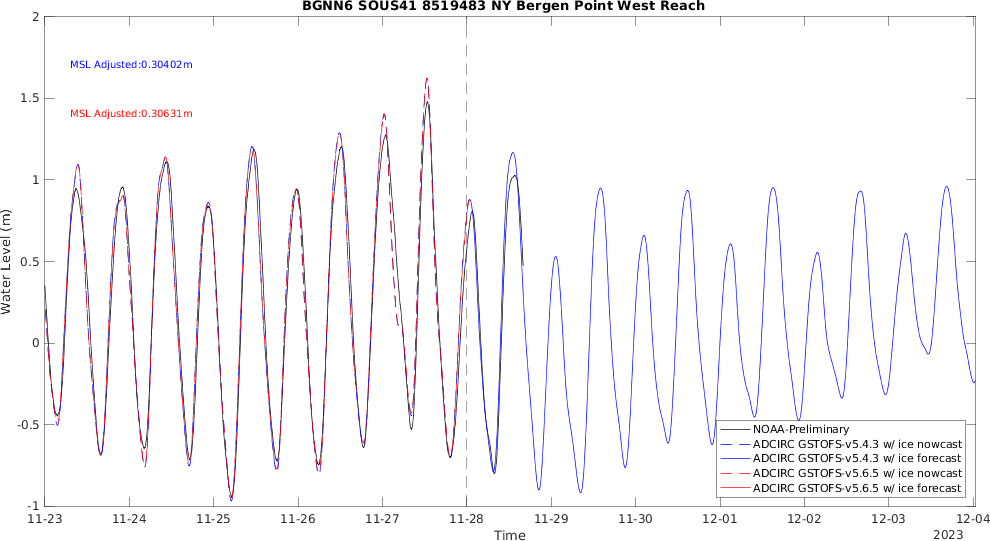 BGNN6 SOUS41 8519483 NY Bergen Point West Reach
MSL Adjusted:0.30402m
MSL Adjusted:0.30631m
Water Level (m)
2
1.5
1
0.5
0
-0.5
-1
NOAA-Preliminary
ADCIRC GSTOFS-v5.4.3 w/ ice nowcast
ADCIRC GSTOFS-v5.4.3 w/ ice forecast
ADCIRC GSTOFS-v5.6.5 w/ ice nowcast
ADCIRC GSTOFS-v5.6.5 w/ ice forecast
11-23 11-24 11-25 11-26 11-27 11-28 11-29 11-30 12-01 12-02 12-03 12-04
Time
2023